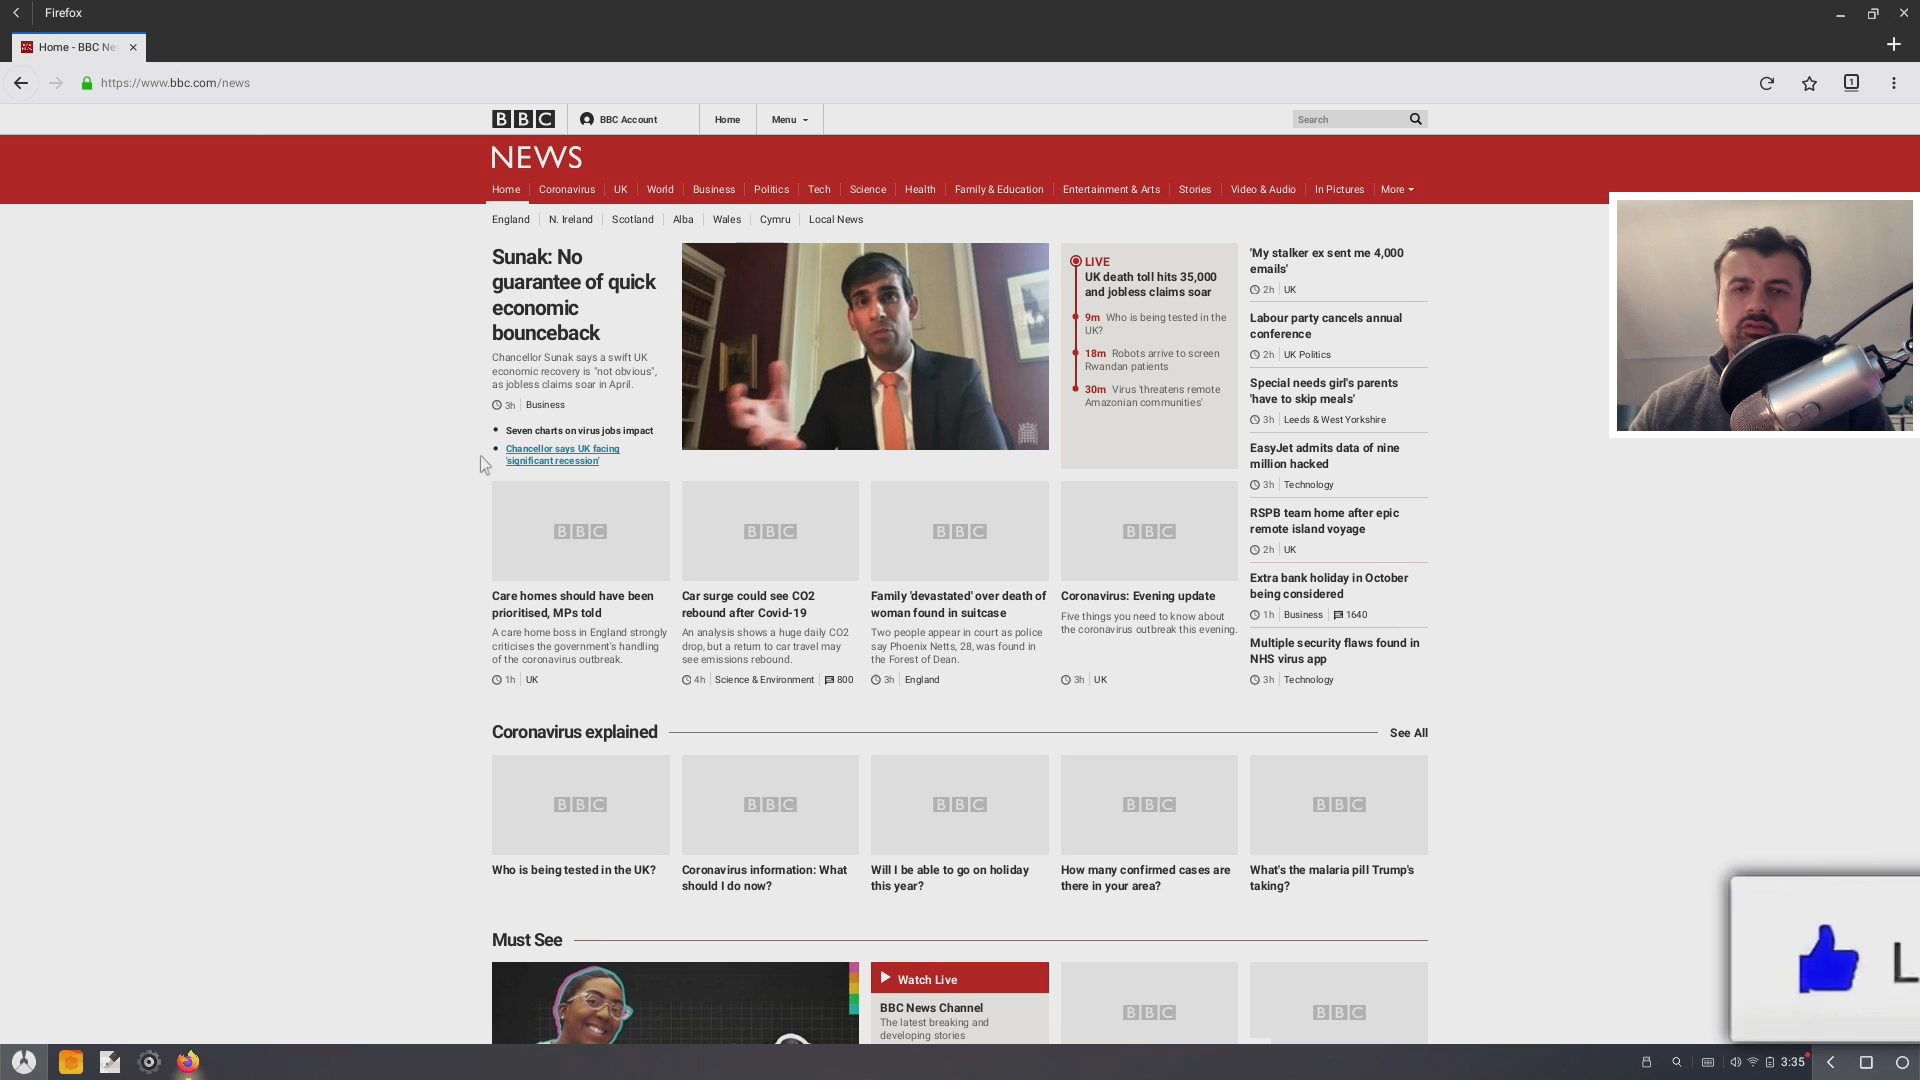 Firefox
Home - BBC Ne
https://www.bbc.com/news
1
BBC
BBC Account
Home
Menu
Search
NEWS
Home
Coronavirus
UK
World
Business
Politics
Tech
Science
Health
Family & Education
Entertainment & Arts
Stories
Video & Audio
In Pictures
More
England
N. Ireland
Scotland
Alba
Wales
Cymru
Local News
Sunak: No
guarantee of quick
economic
bounceback
Chancellor Sunak says a swift UK
economic recovery is "not obvious",
as jobless claims soar in April.
3h Business
Seven charts on virus jobs impact
Chancellor says UK facing
'significant recession'
LIVE
UK death toll hits 35,000
and jobless claims soar
9m Who is being tested in the
UK?
18m Robots arrive to screen
Rwandan patients
30m Virus 'threatens remote
Amazonian communities'
'My stalker ex sent me 4,000
emails'
2h UK
Labour party cancels annual
conference
2h UK Politics
Special needs girl's parents
'have to skip meals'
3h Leeds & West Yorkshire
EasyJet admits data of nine
million hacked
3h Technology
RSPB team home after epic
remote island voyage
2h UK
Extra bank holiday in October
being considered
1h Business 1640
Multiple security flaws found in
NHS virus app
3h Technology
BBC
BBC
BBC
BBC
Care homes should have been
prioritised, MPs told
A care home boss in England strongly
criticises the government's handling
of the coronavirus outbreak.
1h UK
Car surge could see CO2
rebound after Covid-19
An analysis shows a huge daily CO2
drop, but a return to car travel may
see emissions rebound.
4h Science & Environment 800
Family 'devastated' over death of
woman found in suitcase
Two people appear in court as police
say Phoenix Netts, 28, was found in
the Forest of Dean.
3h England
Coronavirus: Evening update
Five things you need to know about
the coronavirus outbreak this evening.
3h UK
Coronavirus explained
See All
BBC
BBC
BBC
BBC
BBC
Who is being tested in the UK?
Coronavirus information: What
should I do now?
Will I be able to go on holiday
this year?
How many confirmed cases are
there in your area?
What's the malaria pill Trump's
taking?
Must See
Watch Live
BBC News Channel
The latest breaking and
developing stories
BBC
BBC
L
3:35